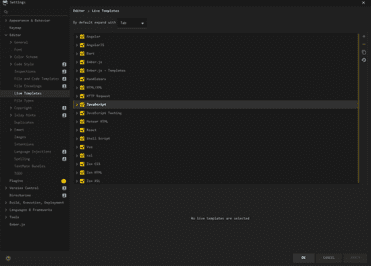 Settings
Appearance & Behavior
Keymap
Editor
General
Font
Color Scheme
Code Style
Inspections
File and Code Templates
File Encodings
Live Templates
File Types
Copyright
Inlay Hints
Duplicates
Emmet
Images
Intentions
Language Injections
Spelling
TextMate Bundles
TODO
Plugins
Version Control
Directories
Build, Execution, Deployment
Languages & Frameworks
Tools
Ember.js
Editor › Live Templates
By default expand with
Tab
Angular
AngularJS
Bash
Ember.js
Ember.js - Templates
Handlebars
HTML/XML
HTTP Request
JavaScript
JavaScript Testing
React
Shell Script
Vue
xsl
Zen CSS
Zen HTML
Zen XSL
No live templates are selected
OK
CANCEL
APPLY